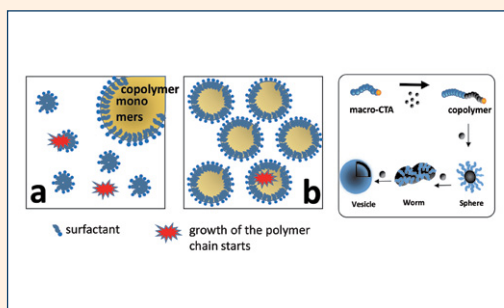 copolymer
mono
mers
a
b
surfactant
growth of the polymer
chain starts
macro-CTA
copolymer
Vesicle
Worm
Sphere